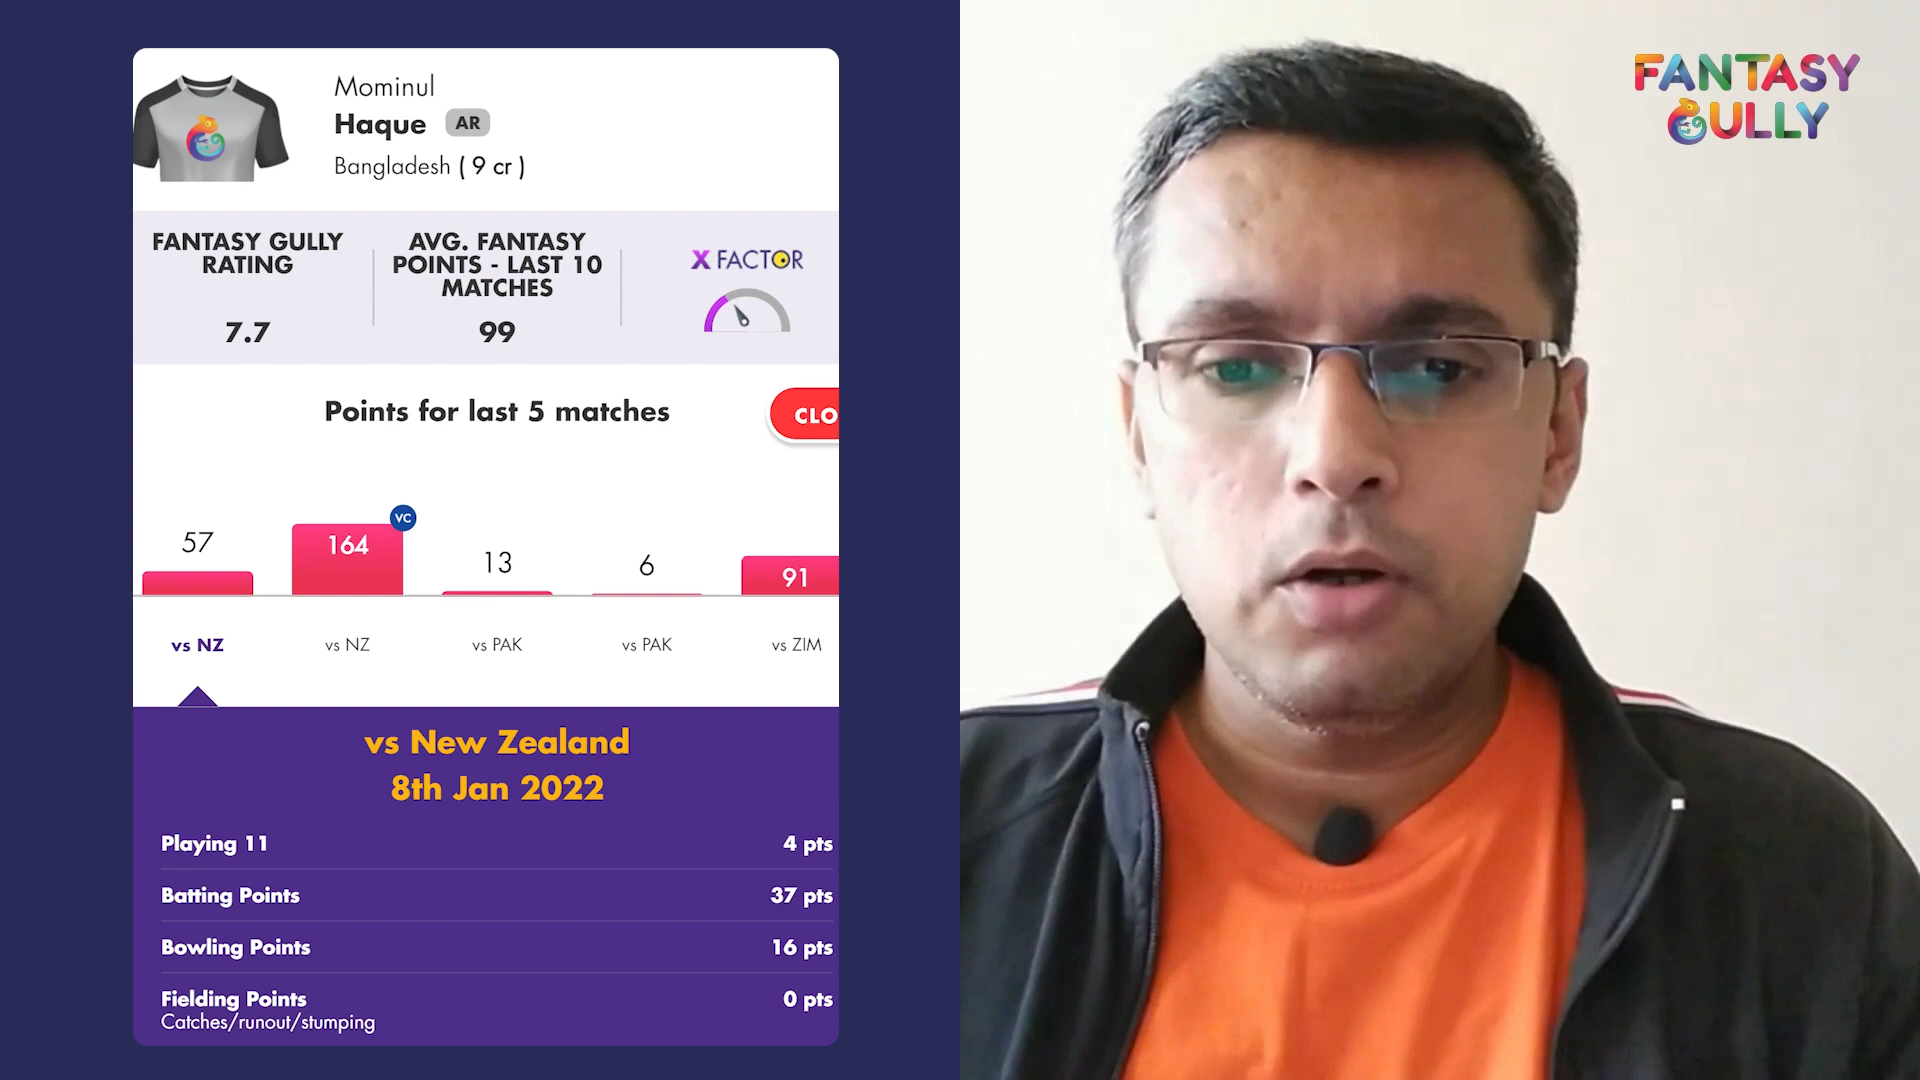 Mominul
Haque AR
Bangladesh ( 9 cr )
FANTASY GULLY
RATING
7.7
AVG. FANTASY
POINTS - LAST 10
MATCHES
99
X FACTOR
Points for last 5 matches
CLO
57
164
VC
13
6
91
vs NZ
vs NZ
vs PAK
vs PAK
vs ZIM
vs New Zealand
8th Jan 2022
Playing 11 4 pts
Batting Points 37 pts
Bowling Points 16 pts
Fielding Points 0 pts
Catches/runout/stumping
FANTASY
GULLY